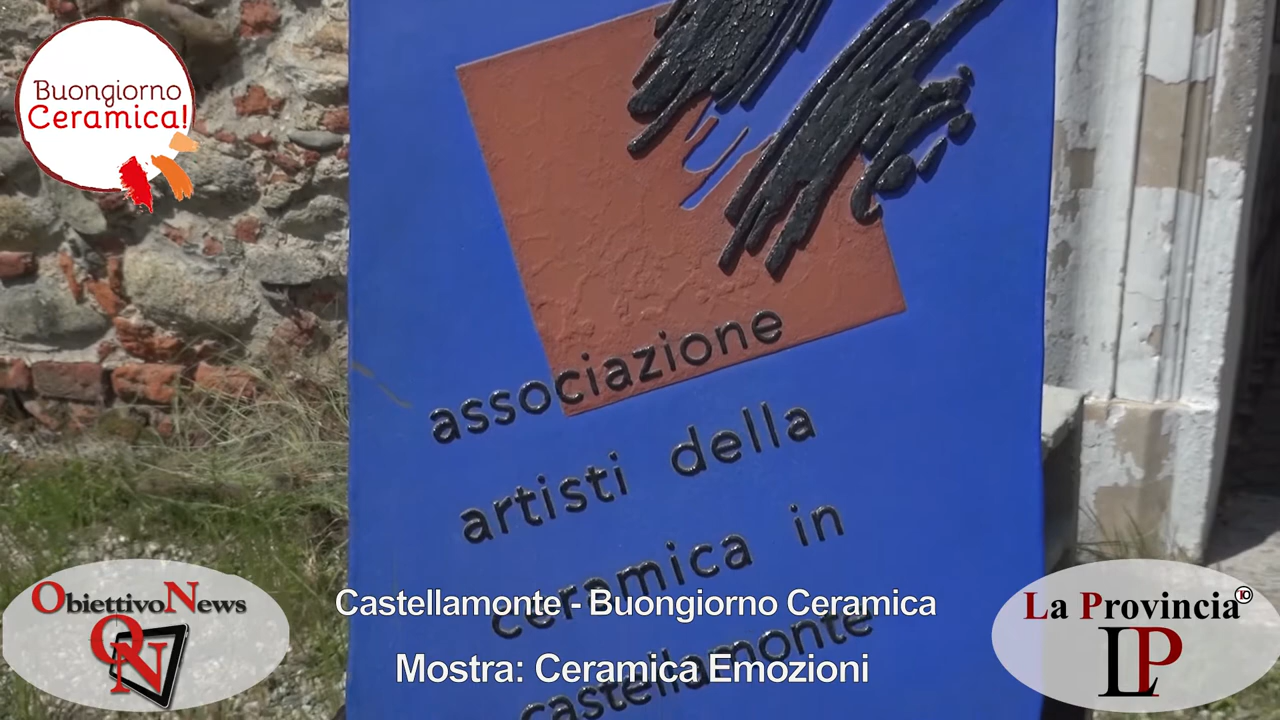 Buongiorno
Ceramica!
associazione
artisti della
ceramica in
castellamonte
ObiettivoNews
ON
Castellamonte - Buongiorno Ceramica
Mostra: Ceramica Emozioni
La Provincia
LP